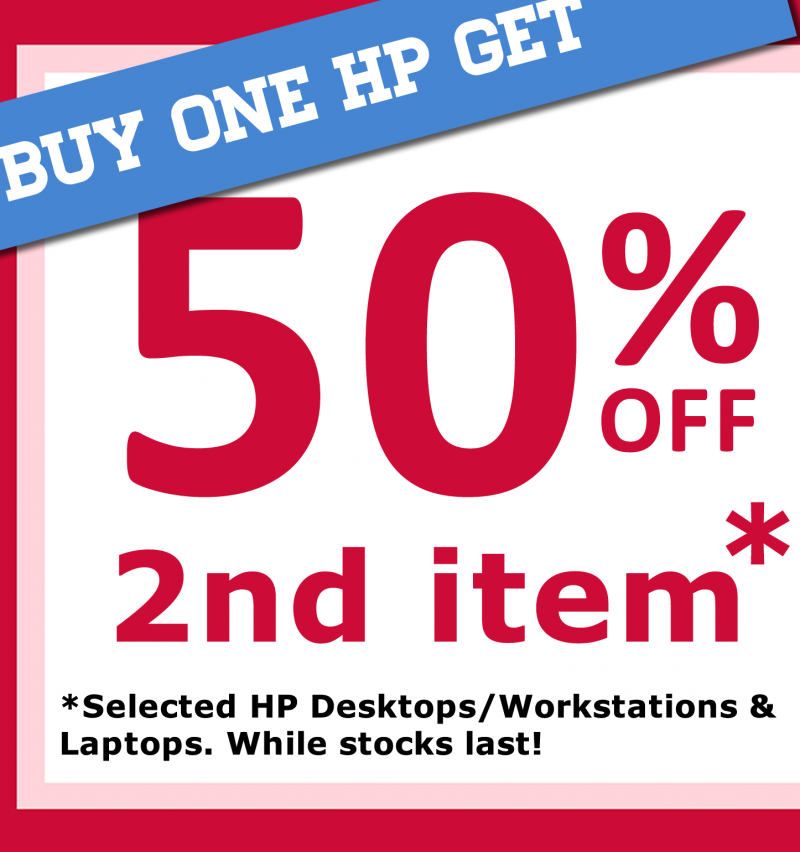 BUY ONE HP GET
50%
OFF
2nd item*
*Selected HP Desktops/Workstations &
Laptops. While stocks last!